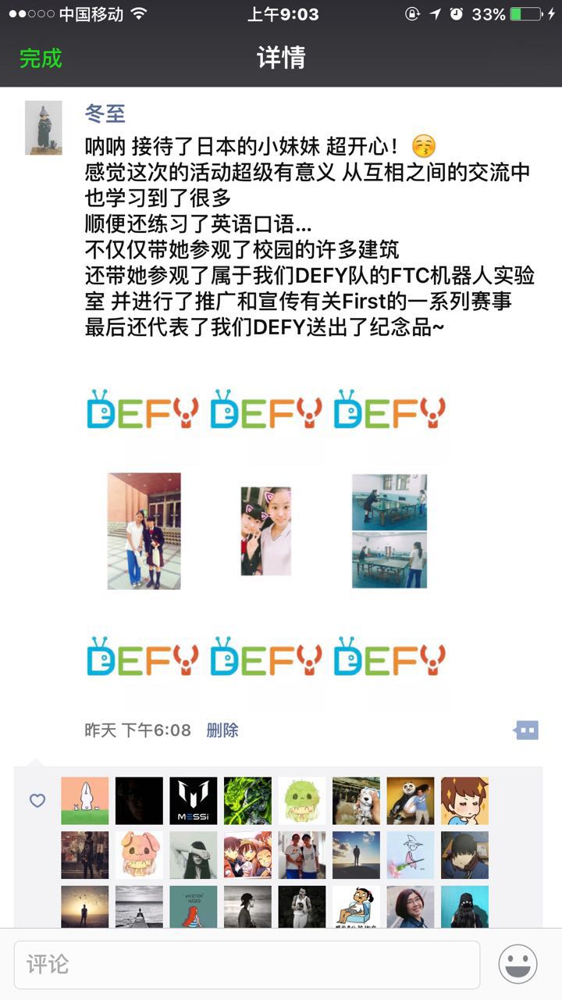 中国移动 上午9:03 33%
完成 详情
冬至
呐呐 接待了日本的小妹妹 超开心！😚
感觉这次的活动超级有意义 从互相之间的交流中
也学习到了很多
顺便还练习了英语口语...
不仅仅带她参观了校园的许多建筑
还带她参观了属于我们DEFY队的FTC机器人实验
室 并进行了推广和宣传有关First的一系列赛事
最后还代表了我们DEFY送出了纪念品~
DEFY DEFY DEFY
DEFY DEFY DEFY
昨天 下午6:08 删除
MESSI
VACATION
NEEDED
评论